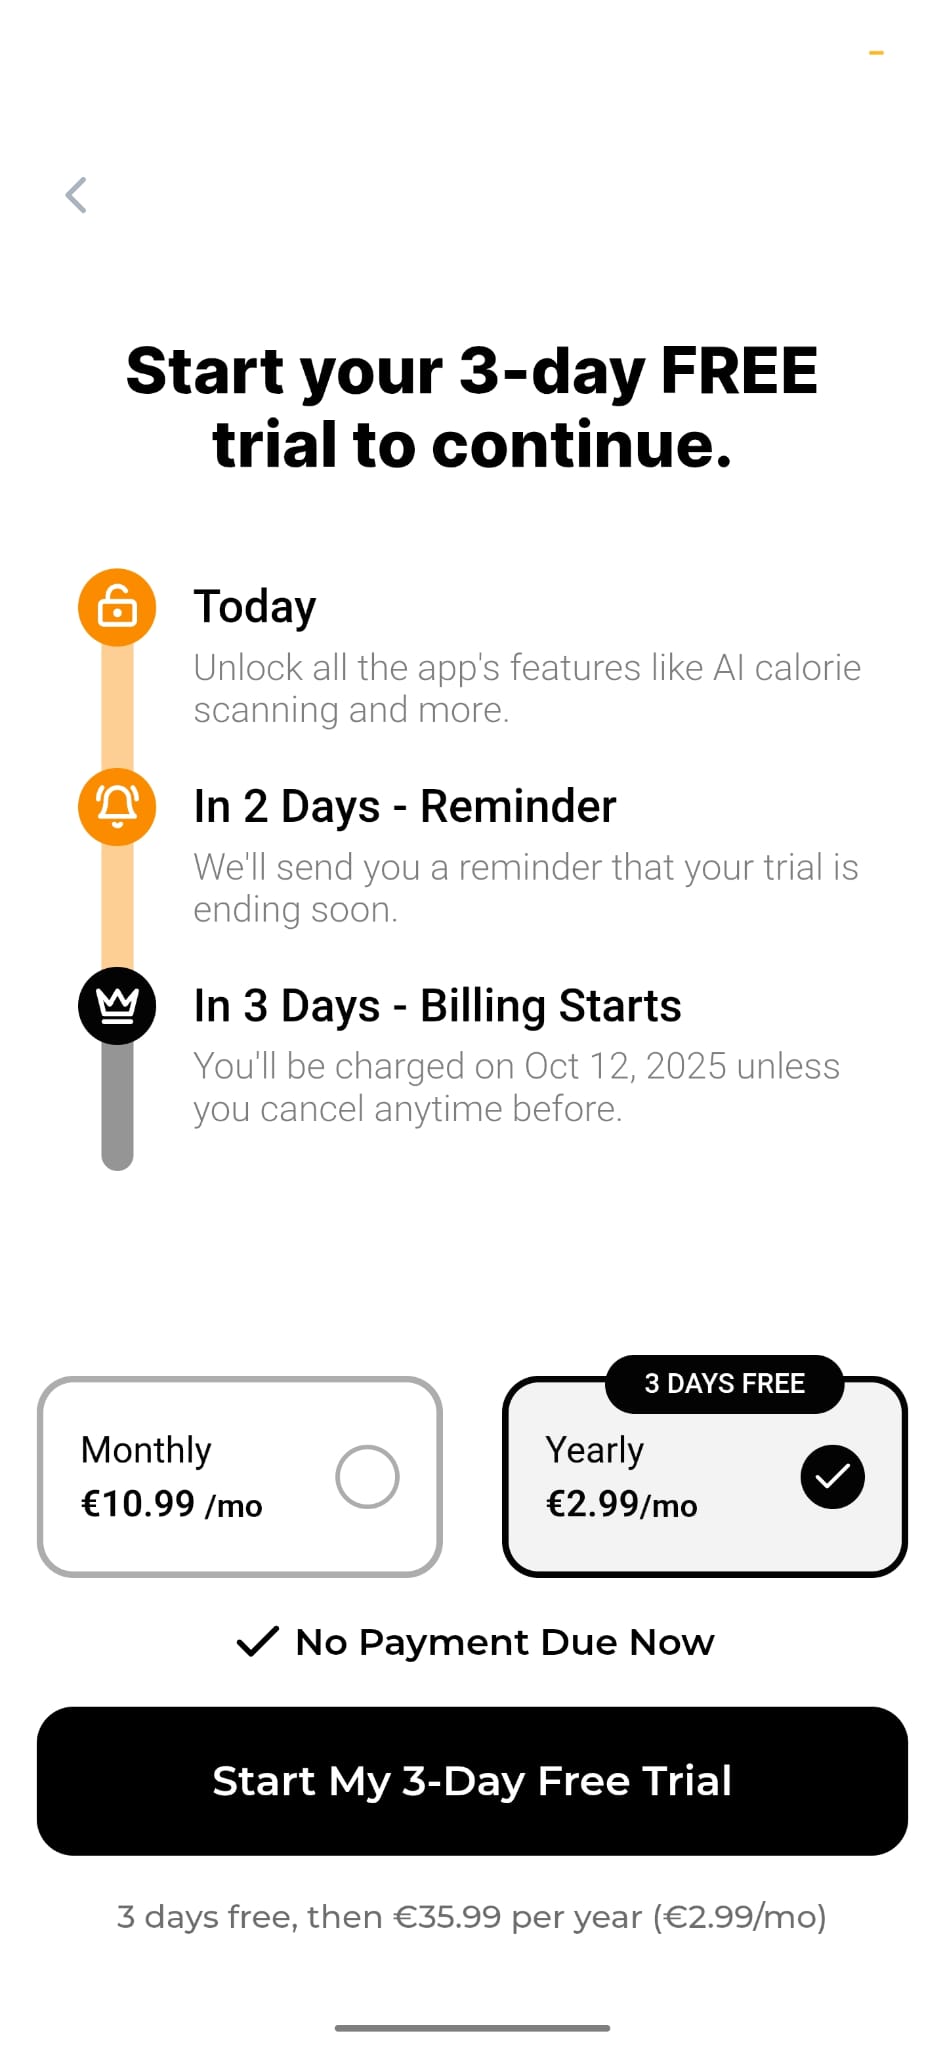 Start your 3-day FREE
trial to continue.
Today
Unlock all the app's features like AI calorie
scanning and more.
In 2 Days - Reminder
We'll send you a reminder that your trial is
ending soon.
In 3 Days - Billing Starts
You'll be charged on Oct 12, 2025 unless
you cancel anytime before.
3 DAYS FREE
Monthly
€10.99 /mo
Yearly
€2.99/mo
No Payment Due Now
Start My 3-Day Free Trial
3 days free, then €35.99 per year (€2.99/mo)